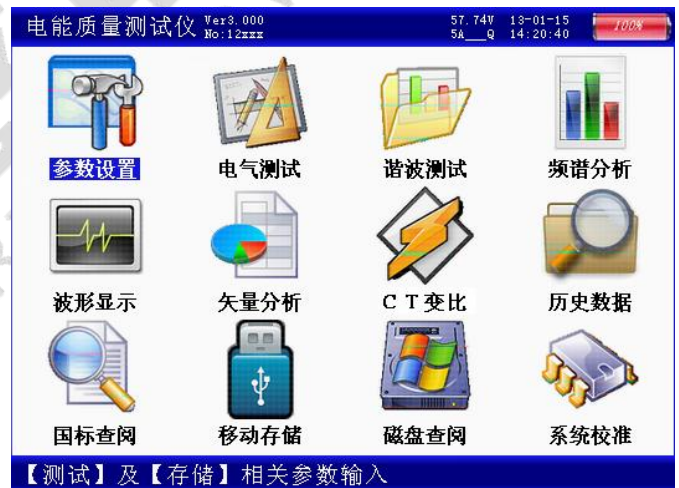 电能质量测试仪 Ver3.000 57.74V 13-01-15 100%
No:12xxx 5A__Q 14:20:40
参数设置 电气测试 谐波测试 频谱分析
波形显示 矢量分析 CT变比 历史数据
国标查阅 移动存储 磁盘查阅 系统校准
【测试】及【存储】相关参数输入